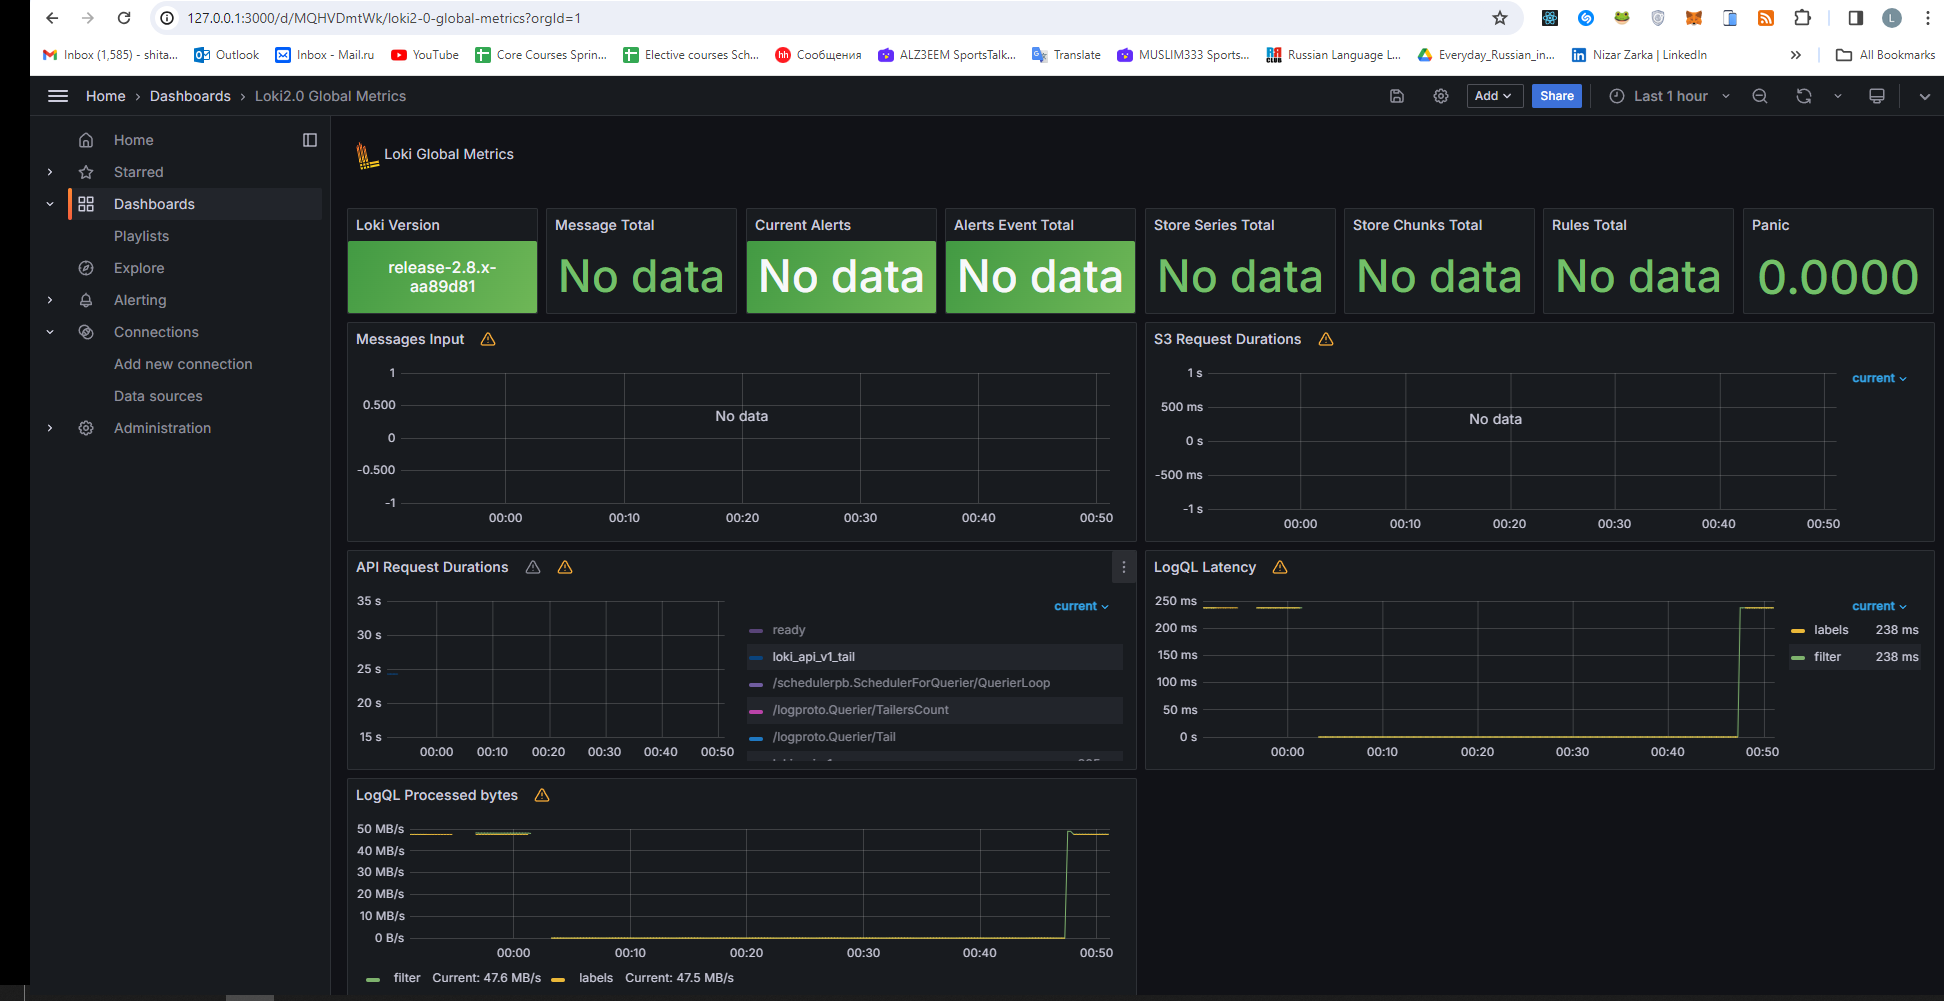 127.0.0.1:3000/d/MQHVDmtWk/loki2-0-global-metrics?orgId=1
L
Inbox (1,585) - shita... Outlook Inbox - Mail.ru YouTube Core Courses Sprin... Elective courses Sch... hh Сообщения ALZ3EEM SportsTalk... Translate MUSLIM333 Sports... Russian Language L... Everyday_Russian_in... Nizar Zarka | LinkedIn » All Bookmarks
Home › Dashboards › Loki2.0 Global Metrics
Add Share Last 1 hour
Home
Starred
Dashboards
Playlists
Explore
Alerting
Connections
Add new connection
Data sources
Administration
Loki Global Metrics
Loki Version
release-2.8.x-
aa89d81
Message Total
No data
Current Alerts
No data
Alerts Event Total
No data
Store Series Total
No data
Store Chunks Total
No data
Rules Total
No data
Panic
0.0000
Messages Input
1
0.500
0
-0.500
-1
No data
00:00 00:10 00:20 00:30 00:40 00:50
S3 Request Durations
current
1 s
500 ms
0 s
-500 ms
-1 s
No data
00:00 00:10 00:20 00:30 00:40 00:50
API Request Durations
35 s
30 s
25 s
20 s
15 s
00:00 00:10 00:20 00:30 00:40 00:50
current
ready
loki_api_v1_tail
/schedulerpb.SchedulerForQuerier/QuerierLoop
/logproto.Querier/TailersCount
/logproto.Querier/Tail
LogQL Latency
250 ms
200 ms
150 ms
100 ms
50 ms
0 s
00:00 00:10 00:20 00:30 00:40 00:50
current
labels 238 ms
filter 238 ms
LogQL Processed bytes
50 MB/s
40 MB/s
30 MB/s
20 MB/s
10 MB/s
0 B/s
00:00 00:10 00:20 00:30 00:40 00:50
filter Current: 47.6 MB/s labels Current: 47.5 MB/s